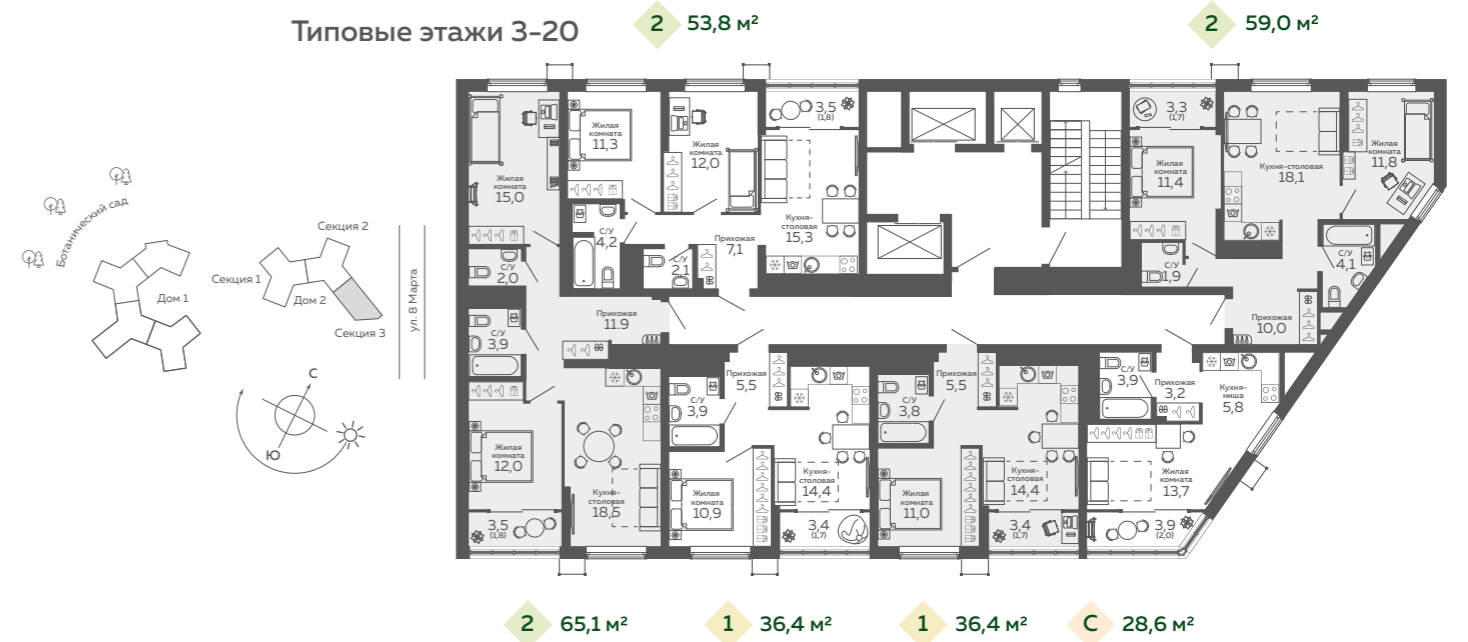 Типовые этажи 3-20
2 53,8 м²
2 59,0 м²
Жилая
комната
15,0
Жилая
комната
11,3
Жилая
комната
12,0
3,5
(1,8)
Кухня-
столовая
15,3
С/У
4,2
С/У
2,1
Прихожая
7,1
С/У
2,0
3,3
(1,7)
Жилая
комната
11,4
Кухня-столовая
18,1
Жилая
комната
11,8
С/У
1,9
С/У
4,1
Прихожая
10,0
Ботанический сад
Дом 1
Секция 1
Секция 2
Дом 2
Секция 3
ул. 8 Марта
С
Ю
Прихожая
11.9
С/У
3,9
Жилая
комната
12,0
3,5
(1,8)
Кухня-
столовая
18,5
Прихожая
5,5
С/У
3,9
Жилая
комната
10,9
Кухня-
столовая
14,4
3,4
(1,7)
Прихожая
5,5
С/У
3,8
Жилая
комната
11,0
Кухня-
столовая
14,4
3,4
(1,7)
С/У
3,9
Прихожая
3,2
Кухня-
ниша
5,8
Жилая
комната
13,7
3,9
(2,0)
2 65,1 м²
1 36,4 м²
1 36,4 м²
С 28,6 м²